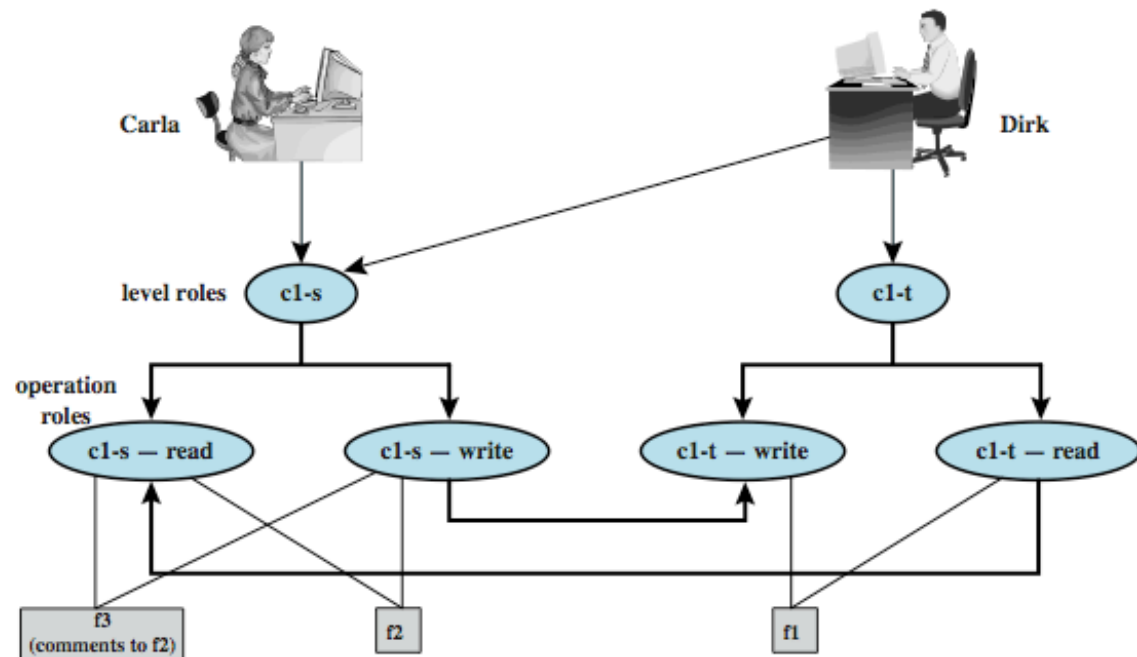 Carla
Dirk
level roles
c1-s
c1-t
operation
roles
c1-s — read
c1-s — write
c1-t — write
c1-t — read
f3
(comments to f2)
f2
f1